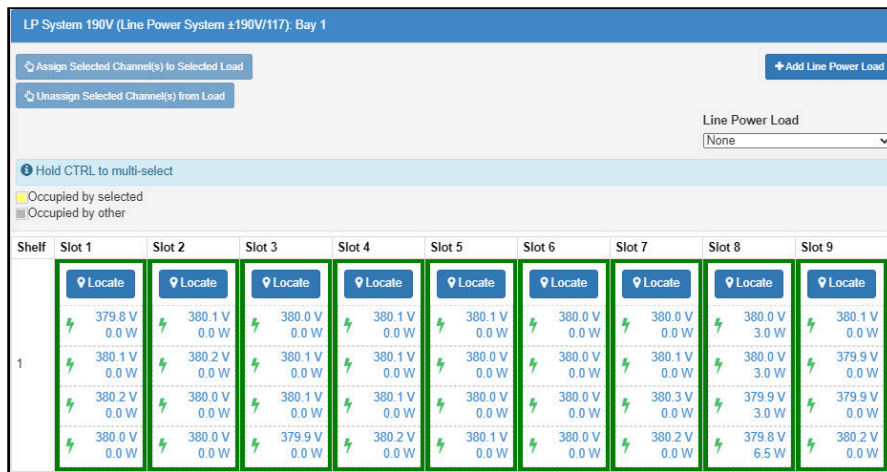 LP System 190V (Line Power System ±190V/117): Bay 1
Assign Selected Channel(s) to Selected Load
+Add Line Power Load
Unassign Selected Channel(s) from Load
Line Power Load
None
Hold CTRL to multi-select
Occupied by selected
Occupied by other
Shelf Slot 1 Slot 2 Slot 3 Slot 4 Slot 5 Slot 6 Slot 7 Slot 8 Slot 9
Locate Locate Locate Locate Locate Locate Locate Locate Locate
379.8 V 380.1 V 380.0 V 380.1 V 380.1 V 380.0 V 380.0 V 380.0 V 380.1 V
0.0 W 0.0 W 0.0 W 0.0 W 0.0 W 0.0 W 0.0 W 3.0 W 0.0 W
1
380.1 V 380.2 V 380.1 V 380.1 V 380.0 V 380.0 V 380.1 V 380.0 V 379.9 V
0.0 W 0.0 W 0.0 W 0.0 W 0.0 W 0.0 W 0.0 W 3.0 W 0.0 W
380.2 V 380.0 V 380.1 V 380.1 V 380.0 V 380.0 V 380.3 V 379.9 V 379.9 V
0.0 W 0.0 W 0.0 W 0.0 W 0.0 W 0.0 W 0.0 W 3.0 W 0.0 W
380.0 V 380.0 V 379.9 V 380.2 V 380.1 V 380.0 V 380.2 V 379.8 V 380.2 V
0.0 W 0.0 W 0.0 W 0.0 W 0.0 W 0.0 W 0.0 W 6.5 W 0.0 W